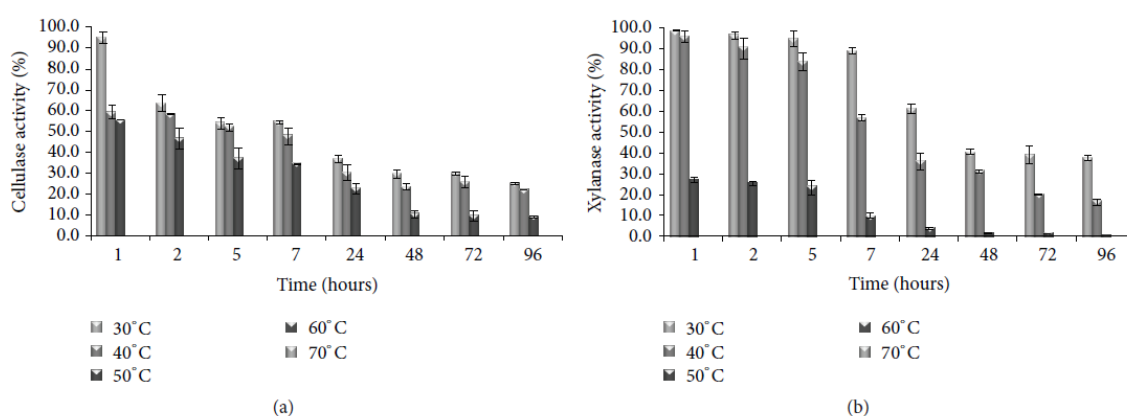 Cellulase activity (%)
100.0
90.0
80.0
70.0
60.0
50.0
40.0
30.0
20.0
10.0
0.0
1 2 5 7 24 48 72 96
Time (hours)
30°C 60°C
40°C 70°C
50°C
(a)
Xylanase activity (%)
100.0
90.0
80.0
70.0
60.0
50.0
40.0
30.0
20.0
10.0
0.0
1 2 5 7 24 48 72 96
Time (hours)
30°C 60°C
40°C 70°C
50°C
(b)